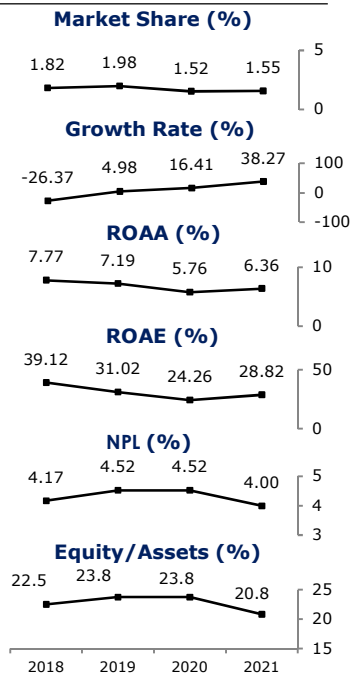 Market Share (%)
1.82 1.98 1.52 1.55
5
0
Growth Rate (%)
-26.37 4.98 16.41 38.27
100
0
-100
ROAA (%)
7.77 7.19 5.76 6.36
10
0
ROAE (%)
39.12 31.02 24.26 28.82
50
0
NPL (%)
4.17 4.52 4.52 4.00
5
4
3
Equity/Assets (%)
22.5 23.8 23.8 20.8
25
20
15
2018 2019 2020 2021